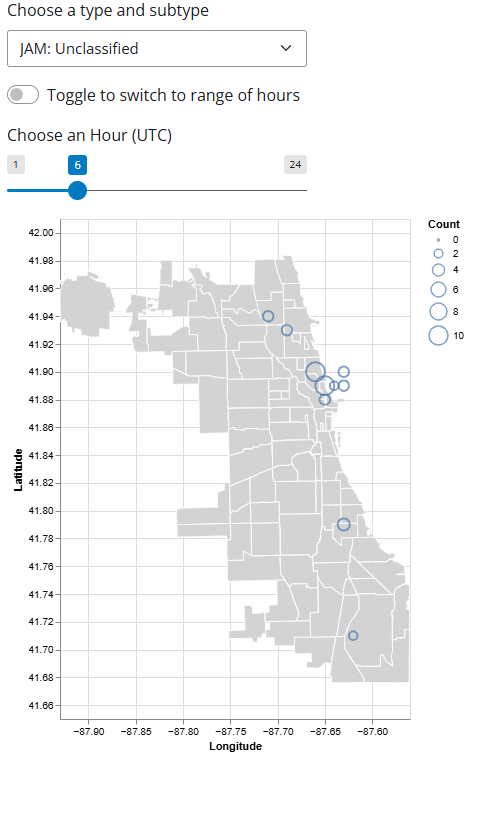 Choose a type and subtype
JAM: Unclassified
Toggle to switch to range of hours
Choose an Hour (UTC)
1 6 24
Count
0
2
4
6
8
10
Latitude
42.00
41.98
41.96
41.94
41.92
41.90
41.88
41.86
41.84
41.82
41.80
41.78
41.76
41.74
41.72
41.70
41.68
41.66
−87.90 −87.85 −87.80 −87.75 −87.70 −87.65 −87.60
Longitude